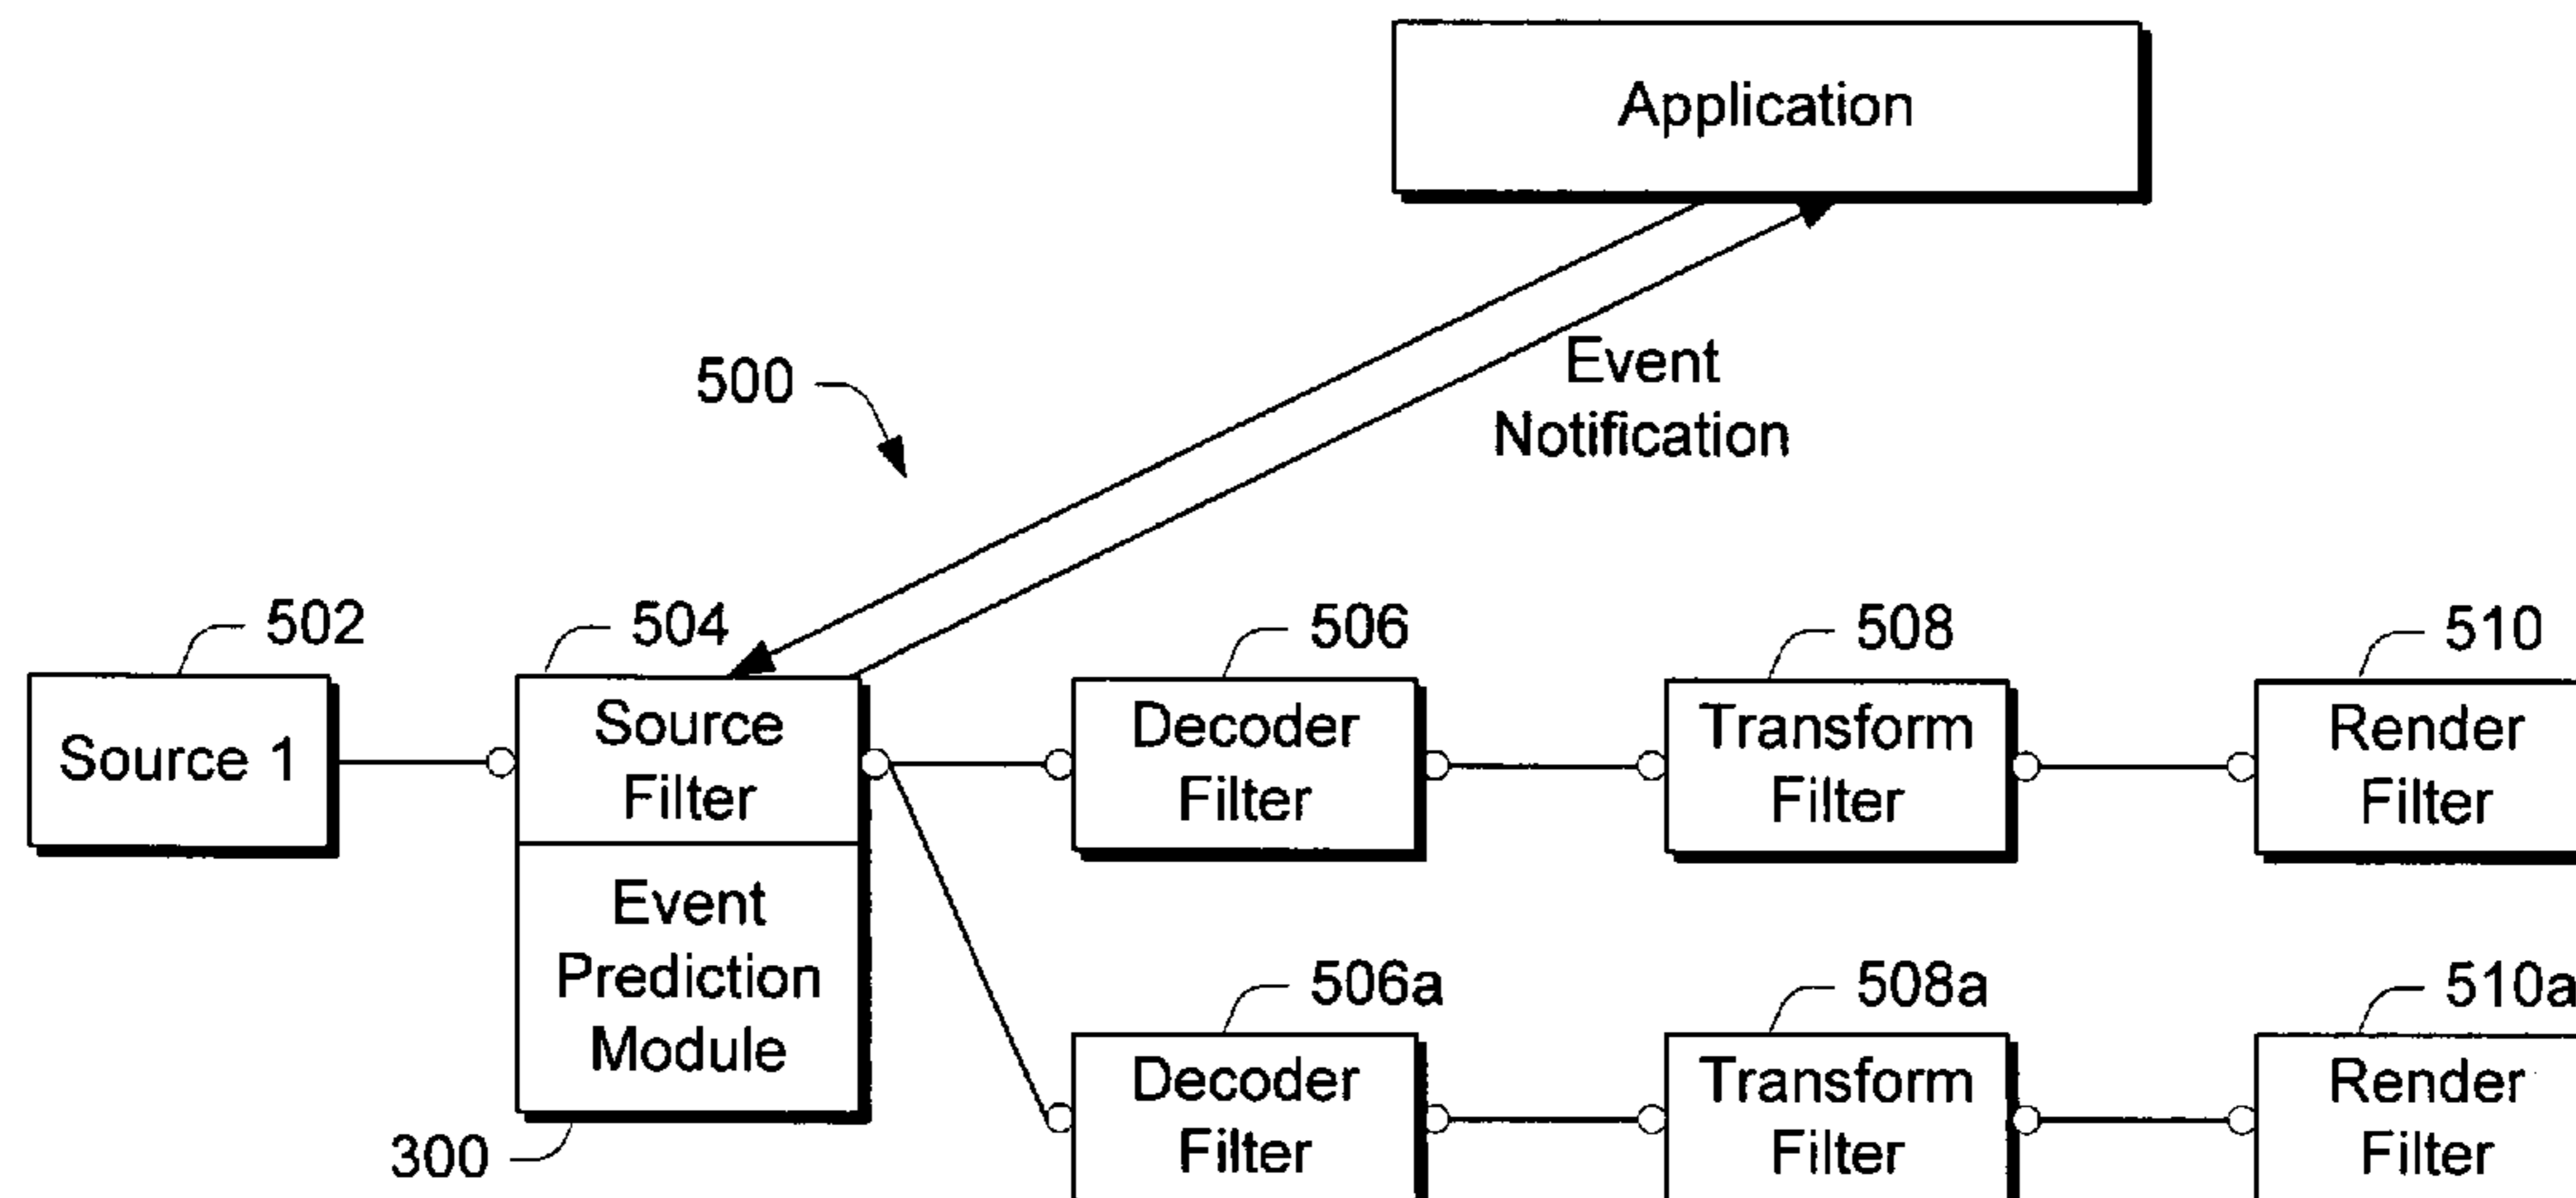 Application
Event
Notification
500
502
504
506
508
510
Source 1
Source
Filter
Decoder
Filter
Transform
Filter
Render
Filter
Event
Prediction
Module
300
506a
508a
510a
Decoder
Filter
Transform
Filter
Render
Filter